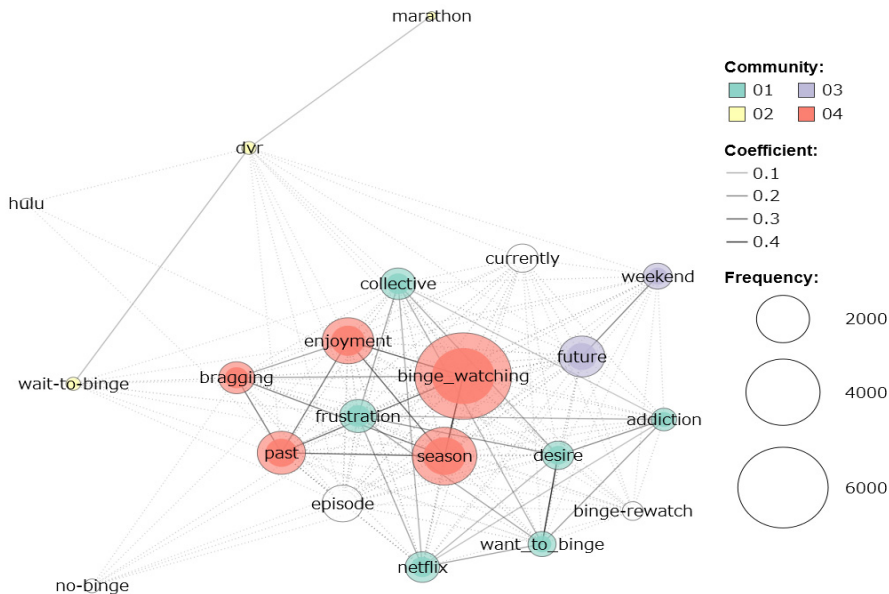 marathon
Community:
01 03
02 04
dvr
Coefficient:
0.1
0.2
0.3
0.4
hulu
currently
weekend
Frequency:
collective
2000
enjoyment
future
bragging
binge_watching
wait-to-binge
4000
frustration
addiction
past
season
desire
6000
episode
binge-rewatch
want_to_binge
netflix
no-binge